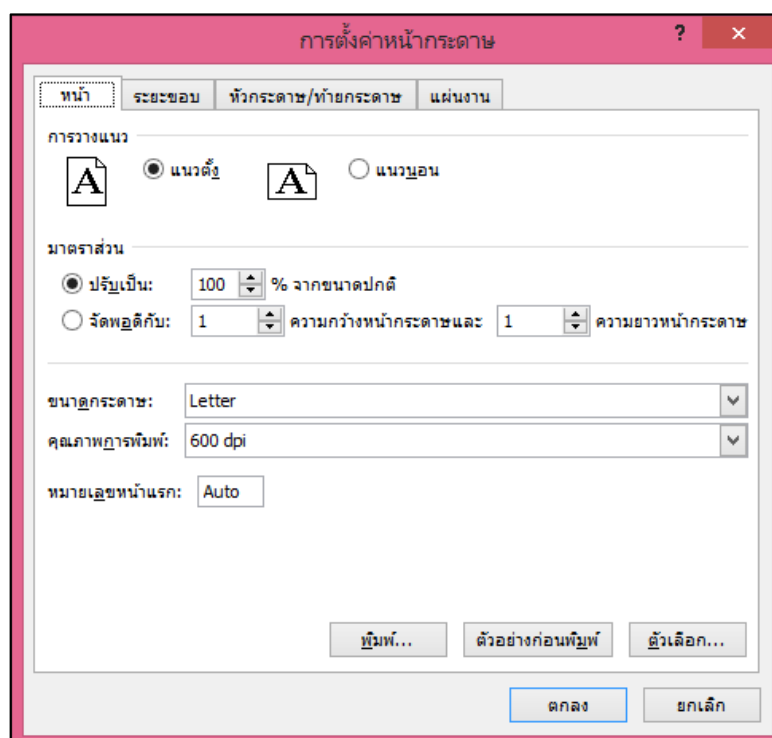 การตั้งค่าหน้ากระดาษ ? ×
หน้า ระยะขอบ หัวกระดาษ/ท้ายกระดาษ แผ่นงาน
การวางแนว
A แนวตั้ง A แนวนอน
มาตราส่วน
ปรับเป็น: 100 % จากขนาดปกติ
จัดพอดีกับ: 1 ความกว้างหน้ากระดาษและ 1 ความยาวหน้ากระดาษ
ขนาดกระดาษ: Letter
คุณภาพการพิมพ์: 600 dpi
หมายเลขหน้าแรก: Auto
พิมพ์... ตัวอย่างก่อนพิมพ์ ตัวเลือก...
ตกลง ยกเลิก